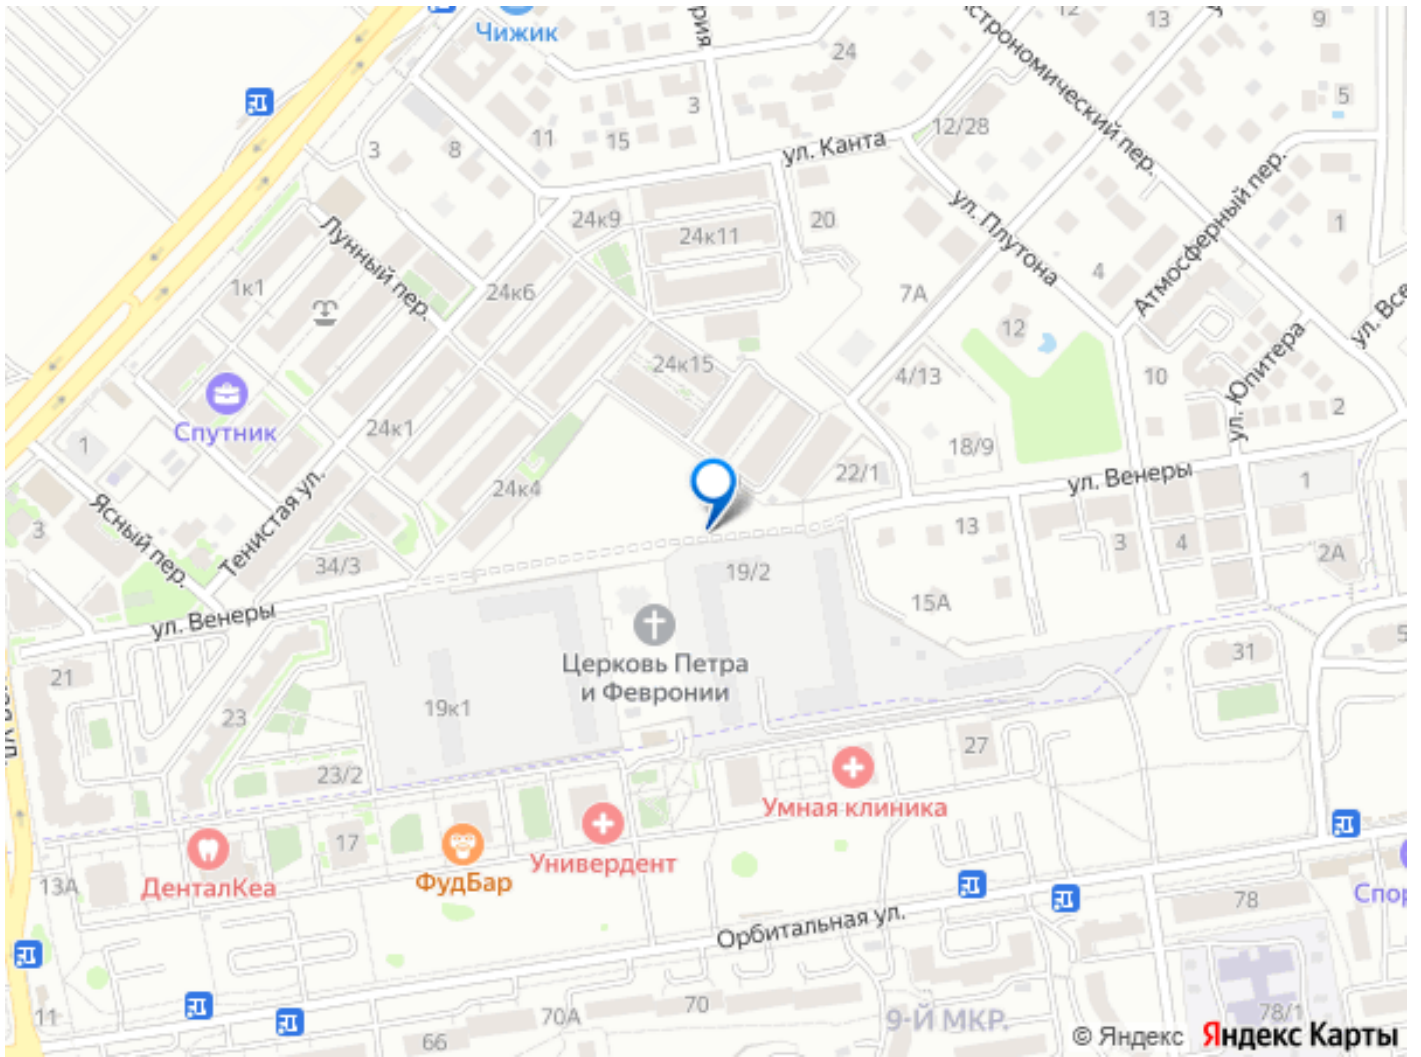 Чижик
24
12
13
9
5
3
11
15
3
8
12/28
ул. Канта
Астрономический пер.
Атмосферный пер.
ул. Плутона
24к9
24к11
20
1
4
1к1
Лунный пер.
24к6
7А
12
24к15
4/13
10
ул. Юпитера
2
Спутник
1
24к1
24к4
22/1
18/9
ул. Венеры
1
3
Ясный пер.
Тенистая ул.
34/3
13
3
4
2А
19/2
15А
ул. Венеры
Церковь Петра
и Февронии
21
23
19к1
31
5
27
23/2
17
Умная клиника
Универдент
ДенталКеа
ФудБар
13А
78
Орбитальная ул.
11
66
70А
70
9-Й МКР.
78/1
© Яндекс Яндекс Карты